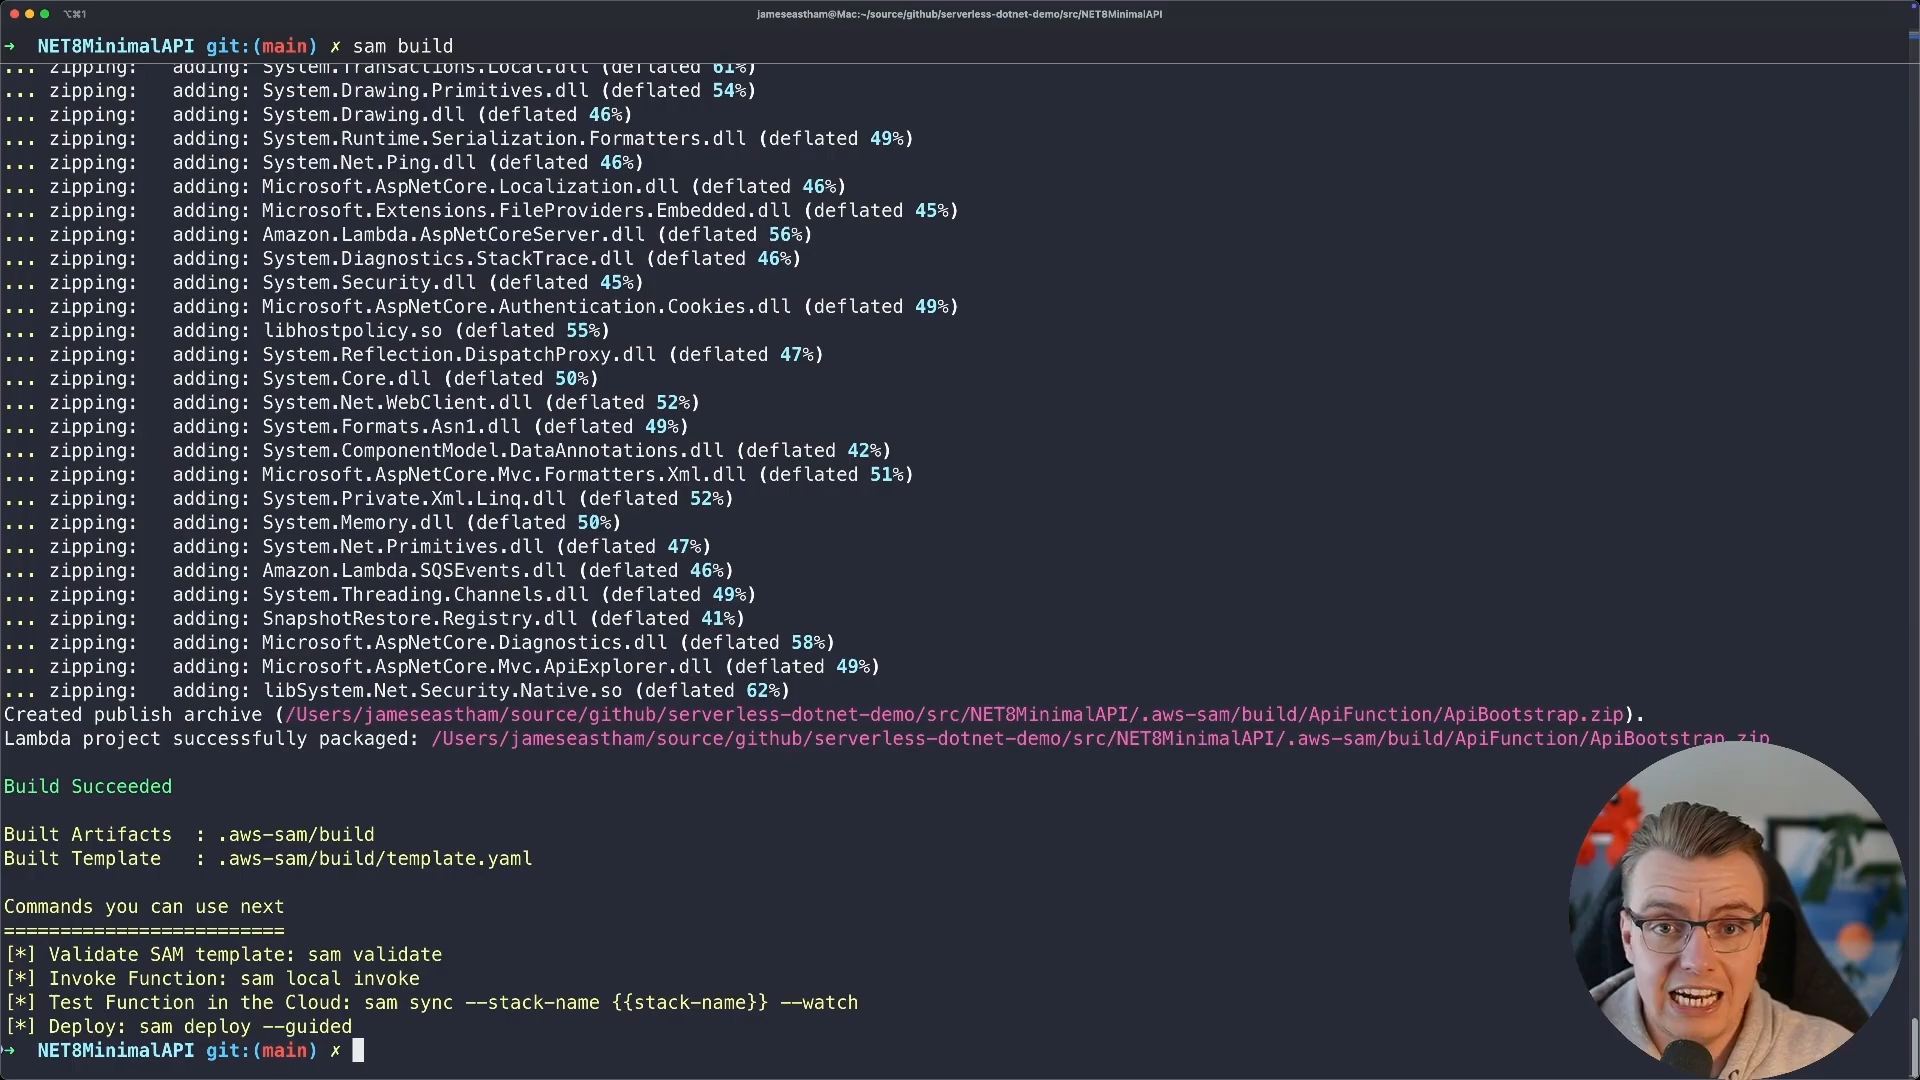 ⌥⌘1
jameseastham@Mac:~/source/github/serverless-dotnet-demo/src/NET8MinimalAPI
→ NET8MinimalAPI git:(main) ✗ sam build
... zipping:   adding: System.Transactions.Local.dll (deflated 61%)
... zipping:   adding: System.Drawing.Primitives.dll (deflated 54%)
... zipping:   adding: System.Drawing.dll (deflated 46%)
... zipping:   adding: System.Runtime.Serialization.Formatters.dll (deflated 49%)
... zipping:   adding: System.Net.Ping.dll (deflated 46%)
... zipping:   adding: Microsoft.AspNetCore.Localization.dll (deflated 46%)
... zipping:   adding: Microsoft.Extensions.FileProviders.Embedded.dll (deflated 45%)
... zipping:   adding: Amazon.Lambda.AspNetCoreServer.dll (deflated 56%)
... zipping:   adding: System.Diagnostics.StackTrace.dll (deflated 46%)
... zipping:   adding: System.Security.dll (deflated 45%)
... zipping:   adding: Microsoft.AspNetCore.Authentication.Cookies.dll (deflated 49%)
... zipping:   adding: libhostpolicy.so (deflated 55%)
... zipping:   adding: System.Reflection.DispatchProxy.dll (deflated 47%)
... zipping:   adding: System.Core.dll (deflated 50%)
... zipping:   adding: System.Net.WebClient.dll (deflated 52%)
... zipping:   adding: System.Formats.Asn1.dll (deflated 49%)
... zipping:   adding: System.ComponentModel.DataAnnotations.dll (deflated 42%)
... zipping:   adding: Microsoft.AspNetCore.Mvc.Formatters.Xml.dll (deflated 51%)
... zipping:   adding: System.Private.Xml.Linq.dll (deflated 52%)
... zipping:   adding: System.Memory.dll (deflated 50%)
... zipping:   adding: System.Net.Primitives.dll (deflated 47%)
... zipping:   adding: Amazon.Lambda.SQSEvents.dll (deflated 46%)
... zipping:   adding: System.Threading.Channels.dll (deflated 49%)
... zipping:   adding: SnapshotRestore.Registry.dll (deflated 41%)
... zipping:   adding: Microsoft.AspNetCore.Diagnostics.dll (deflated 58%)
... zipping:   adding: Microsoft.AspNetCore.Mvc.ApiExplorer.dll (deflated 49%)
... zipping:   adding: libSystem.Net.Security.Native.so (deflated 62%)
Created publish archive (/Users/jameseastham/source/github/serverless-dotnet-demo/src/NET8MinimalAPI/.aws-sam/build/ApiFunction/ApiBootstrap.zip).
Lambda project successfully packaged: /Users/jameseastham/source/github/serverless-dotnet-demo/src/NET8MinimalAPI/.aws-sam/build/ApiFunction/ApiBootstrap.zip
Build Succeeded
Built Artifacts  : .aws-sam/build
Built Template   : .aws-sam/build/template.yaml
Commands you can use next
=========================
[*] Validate SAM template: sam validate
[*] Invoke Function: sam local invoke
[*] Test Function in the Cloud: sam sync --stack-name {{stack-name}} --watch
[*] Deploy: sam deploy --guided
→ NET8MinimalAPI git:(main) ✗